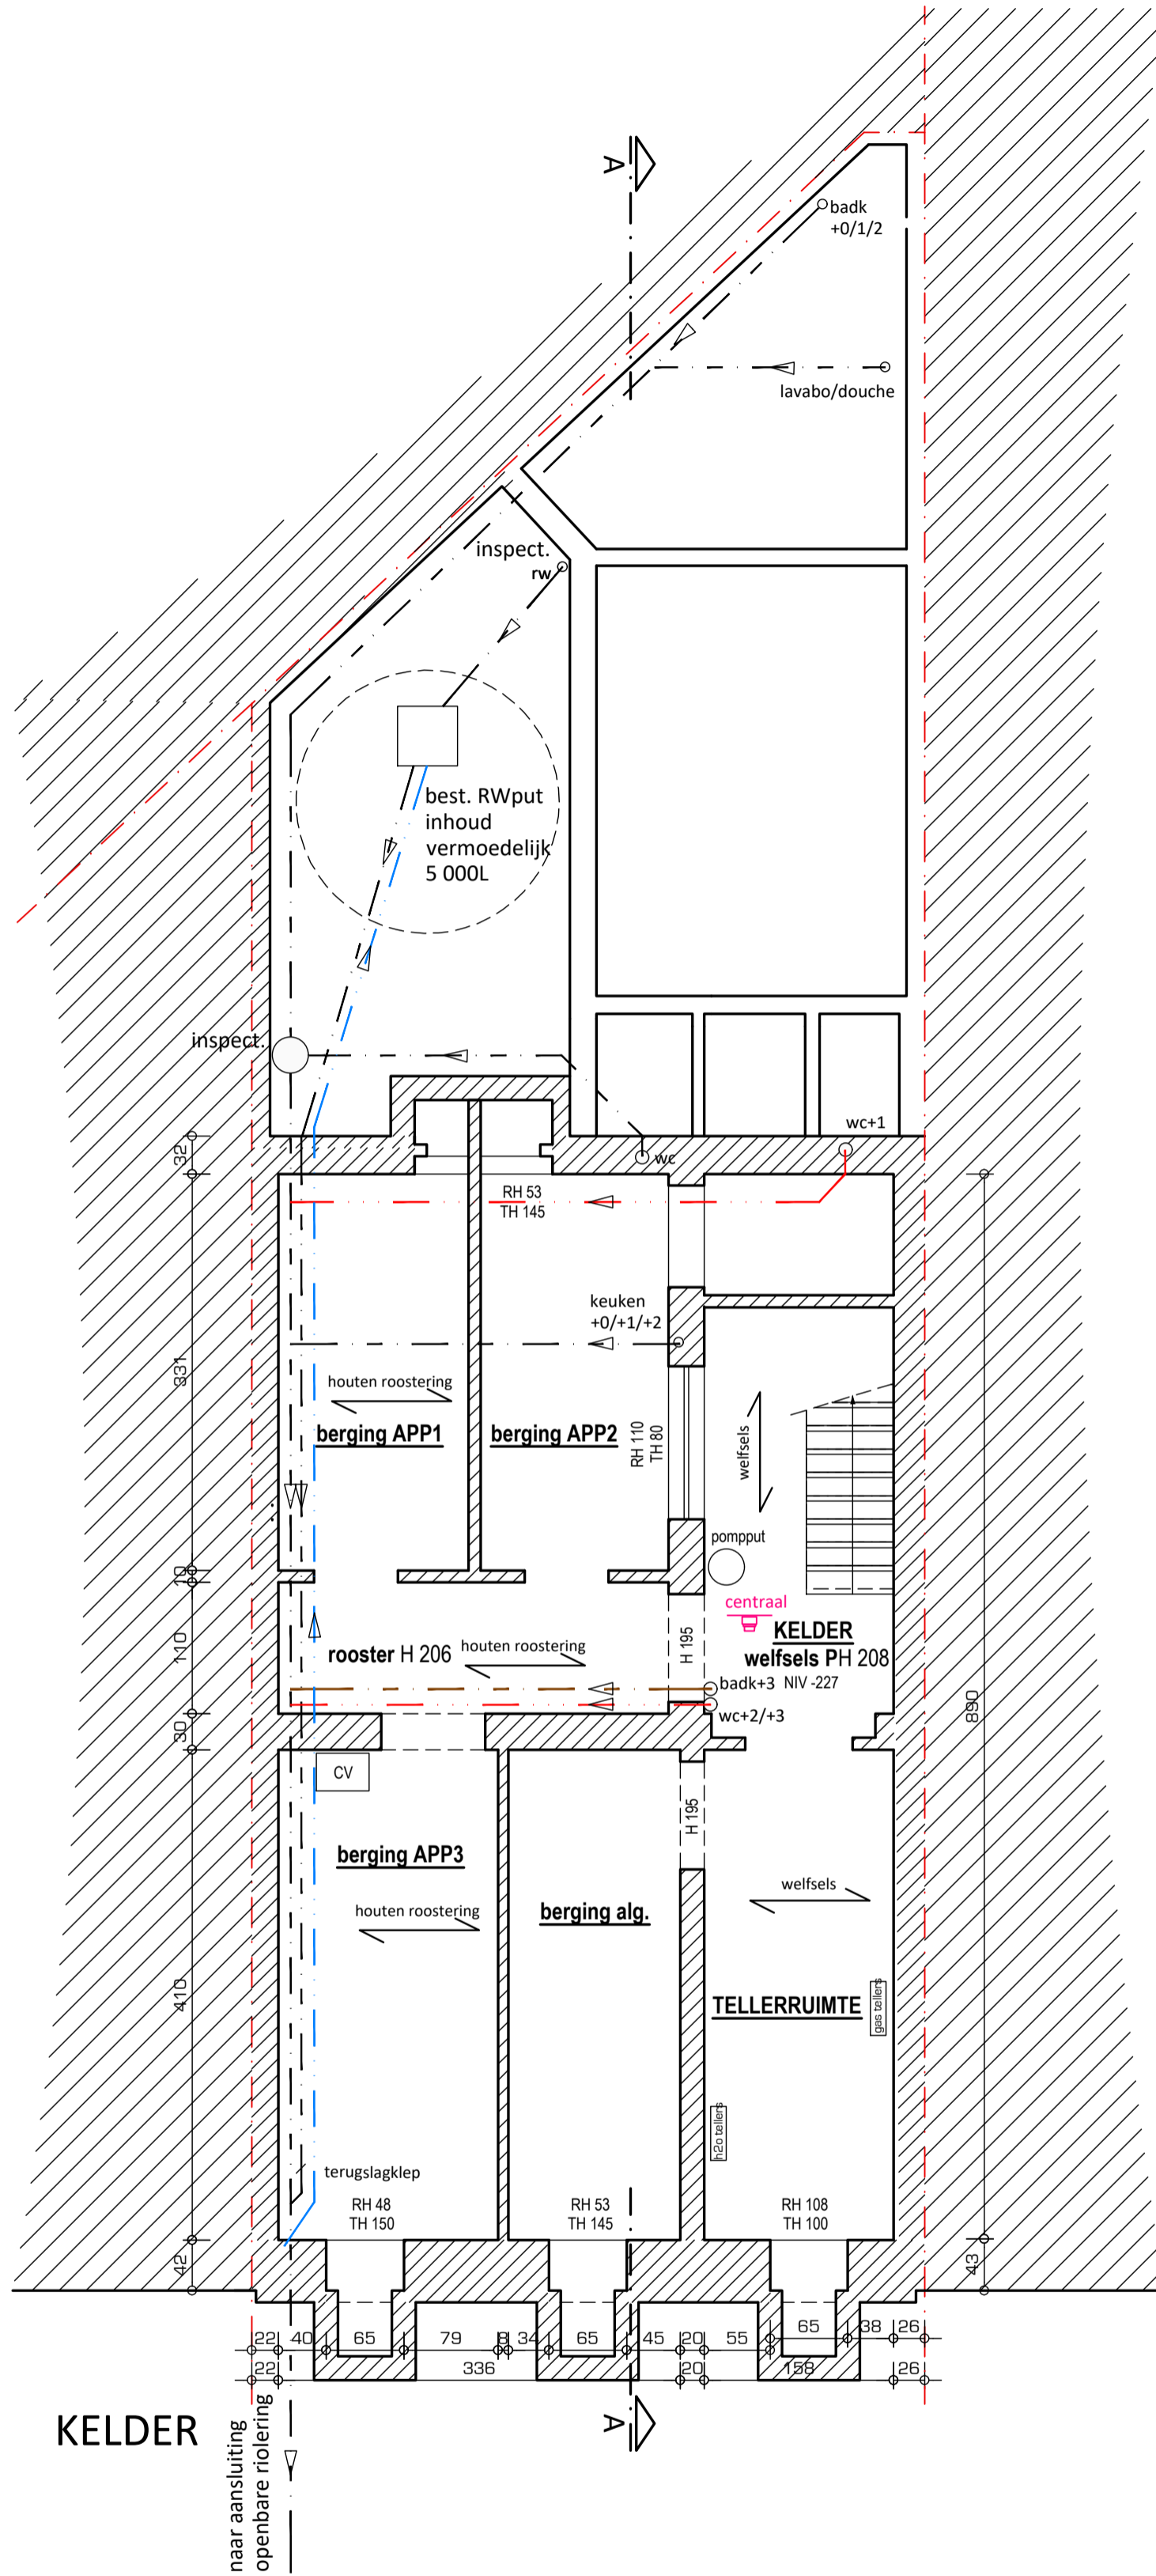 A
badk
+0/1/2
lavabo/douche
inspect.
rw
best. RWput
inhoud
vermoedelijk
5 000L
inspect.
wc+1
wc
32
RH 53
TH 145
keuken
+0/+1/+2
331
houten roostering
berging APP1
berging APP2
RH 110
TH 80
welfsels
pompput
10
centraal
KELDER
welfsels PH 208
110
rooster H 206
houten roostering
H 195
badk+3 NIV -227
wc+2/+3
890
30
CV
H 195
berging APP3
welfsels
houten roostering
berging alg.
410
TELLERRUIMTE
gas tellers
h2o tellers
terugslagklep
RH 48
TH 150
RH 53
TH 145
RH 108
TH 100
42
43
22 40 65 79 8 34 65 45 20 55 65 38 26
22 336 20 158 26
KELDER
A
naar aansluiting
openbare riolering